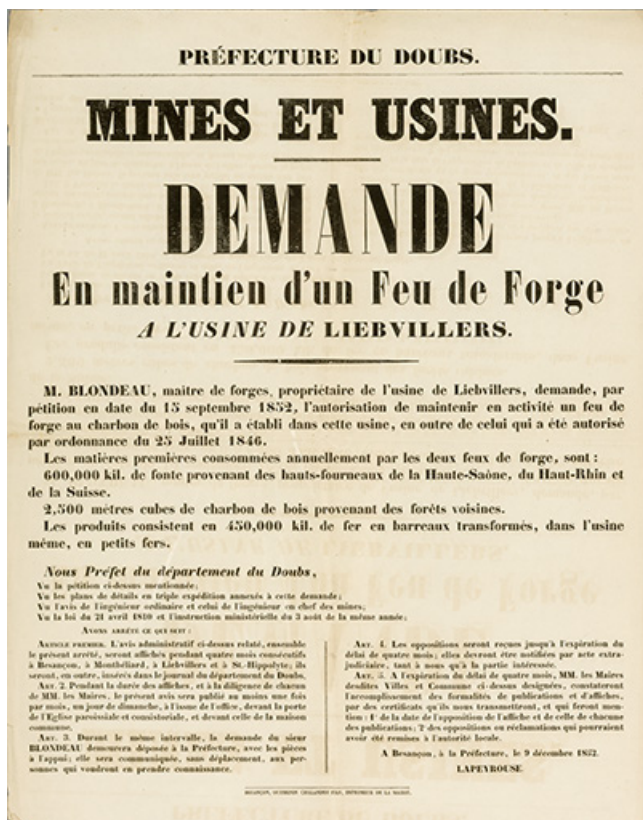 PRÉFECTURE DU DOUBS.
MINES ET USINES.
DEMANDE
En maintien d'un Feu de Forge
A L'USINE DE LIEBVILLERS.
M. BLONDEAU, maître de forges, propriétaire de l'usine de Liebvillers, demande, par
pétition en date du 15 septembre 1852, l'autorisation de maintenir en activité un feu de
forge au charbon de bois, qu'il a établi dans cette usine, en outre de celui qui a été autorisé
par ordonnance du 25 Juillet 1846.
Les matières premières consommées annuellement par les deux feux de forge, sont :
600,000 kil. de fonte provenant des hauts-fourneaux de la Haute-Saône, du Haut-Rhin et
de la Suisse.
2,500 mètres cubes de charbon de bois provenant des forêts voisines.
Les produits consistent en 450,000 kil. de fer en barreaux transformés, dans l'usine
même, en petits fers.
Nous Préfet du département du Doubs,
Vu la pétition ci-dessus mentionnée;
Vu les plans de détails en triple expédition annexés à cette demande;
Vu l'avis de l'ingénieur ordinaire et celui de l'ingénieur en chef des mines;
Vu la loi du 21 avril 1810 et l'instruction ministérielle du 3 août de la même année;
AVONS ARRÊTÉ CE QUI SUIT :
ARTICLE PREMIER. L'avis administratif ci-dessus relaté, ensemble
le présent arrêté, seront affichés pendant quatre mois consécutifs
à Besançon, à Montbéliard, à Liebvillers et à St.-Hippolyte; ils
seront, en outre, insérés dans le journal du département du Doubs.
ART. 2. Pendant la durée des affiches, et à la diligence de chacun
de MM. les Maires, le présent avis sera publié au moins une fois
par mois, un jour de dimanche, à l'issue de l'office, devant la porte
de l'Eglise paroissiale et consistoriale, et devant celle de la maison
commune.
ART. 3. Durant le même intervalle, la demande du sieur
BLONDEAU demeurera déposée à la Préfecture, avec les pièces
à l'appui; elle sera communiquée, sans déplacement, aux per-
sonnes qui voudront en prendre connaissance.
ART. 4. Les oppositions seront reçues jusqu'à l'expiration du
délai de quatre mois; elles devront être notifiées par acte extra-
judiciaire, tant à nous qu'à la partie intéressée.
ART. 5. A l'expiration du délai de quatre mois, MM. les Maires
desdites Villes et Commune ci-dessus désignées, constateront
l'accomplissement des formalités de publications et d'affiches,
par des certificats qu'ils nous transmettront, et qui feront men-
tion : 1° de la date de l'apposition de l'affiche et de celle de chacune
des publications; 2° des oppositions ou réclamations qui pourraient
avoir été remises à l'autorité locale.
A Besançon, à la Préfecture, le 9 décembre 1852.
LAPEYROUSE
BESANÇON, IMPRIMEUR DE LA MAIRIE.